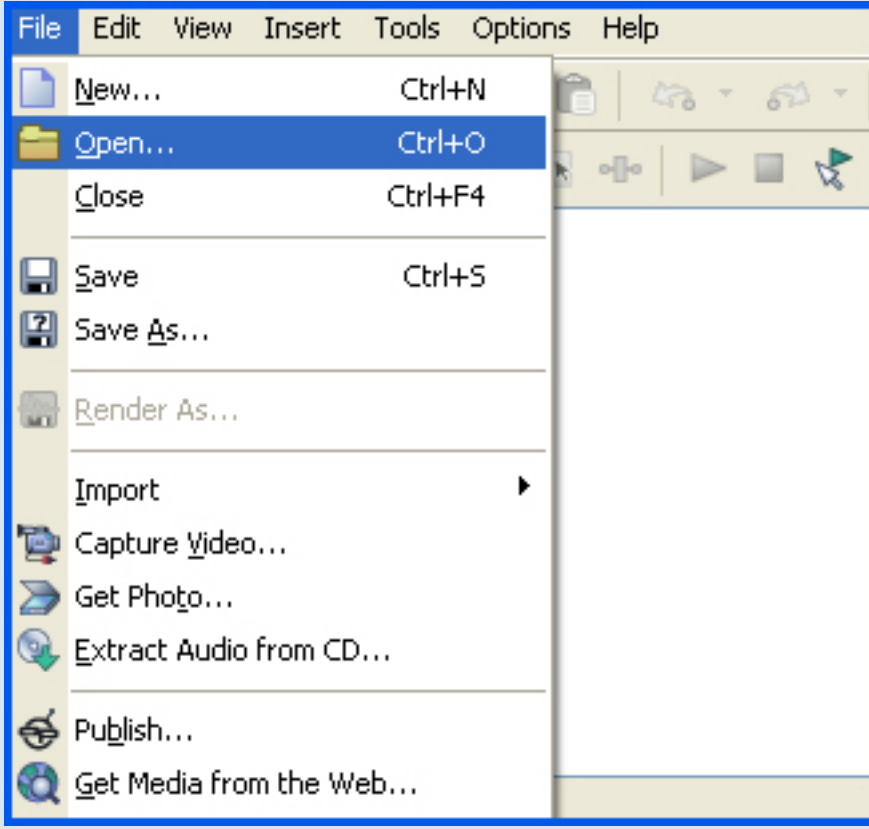 File Edit View Insert Tools Options Help
New... Ctrl+N
Open... Ctrl+O
Close Ctrl+F4
Save Ctrl+S
Save As...
Render As...
Import
Capture Video...
Get Photo...
Extract Audio from CD...
Publish...
Get Media from the Web...